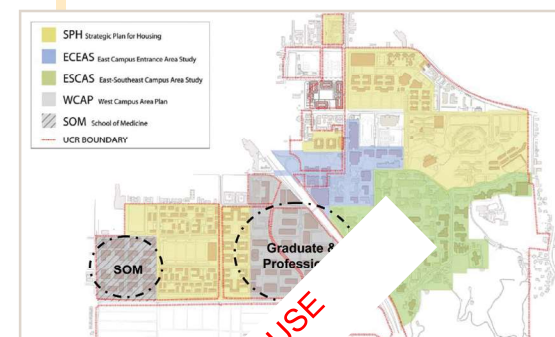 SPH Strategic Plan for Housing
ECEAS East Campus Entrance Area Study
ESCAS East-Southeast Campus Area Study
WCAP West Campus Area Plan
SOM School of Medicine
UCR BOUNDARY
Graduate &
SOM
USE